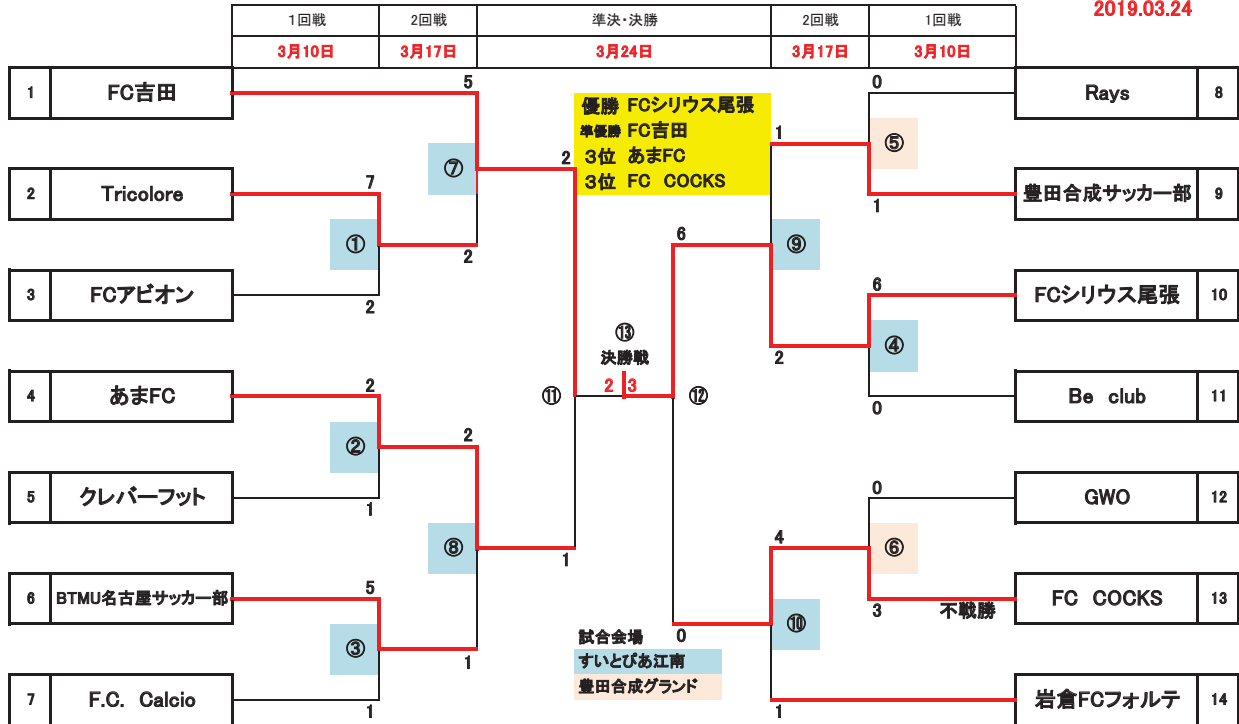 2019.03.24
1回戦 2回戦 準決・決勝 2回戦 1回戦
3月10日 3月17日 3月24日 3月17日 3月10日
1 FC吉田
5
0
Rays 8
優勝 FCシリウス尾張
準優勝 FC吉田
3位 あまFC
3位 FC COCKS
1
⑤
⑦
2
2 Tricolore
7
1
豊田合成サッカー部 9
①
2
6
⑨
3 FCアビオン
2
6
FCシリウス尾張 10
⑬
決勝戦
2
④
4 あまFC
2
⑪
2 3
⑫
0
Be club 11
②
2
5 クレバーフット
1
0
GWO 12
⑧
1
4
⑥
6 BTMU名古屋サッカー部
5
3 不戦勝
FC COCKS 13
③
1
試合会場
0
⑩
すいとぴあ江南
豊田合成グランド
7 F.C. Calcio
1
1
岩倉FCフォルテ 14